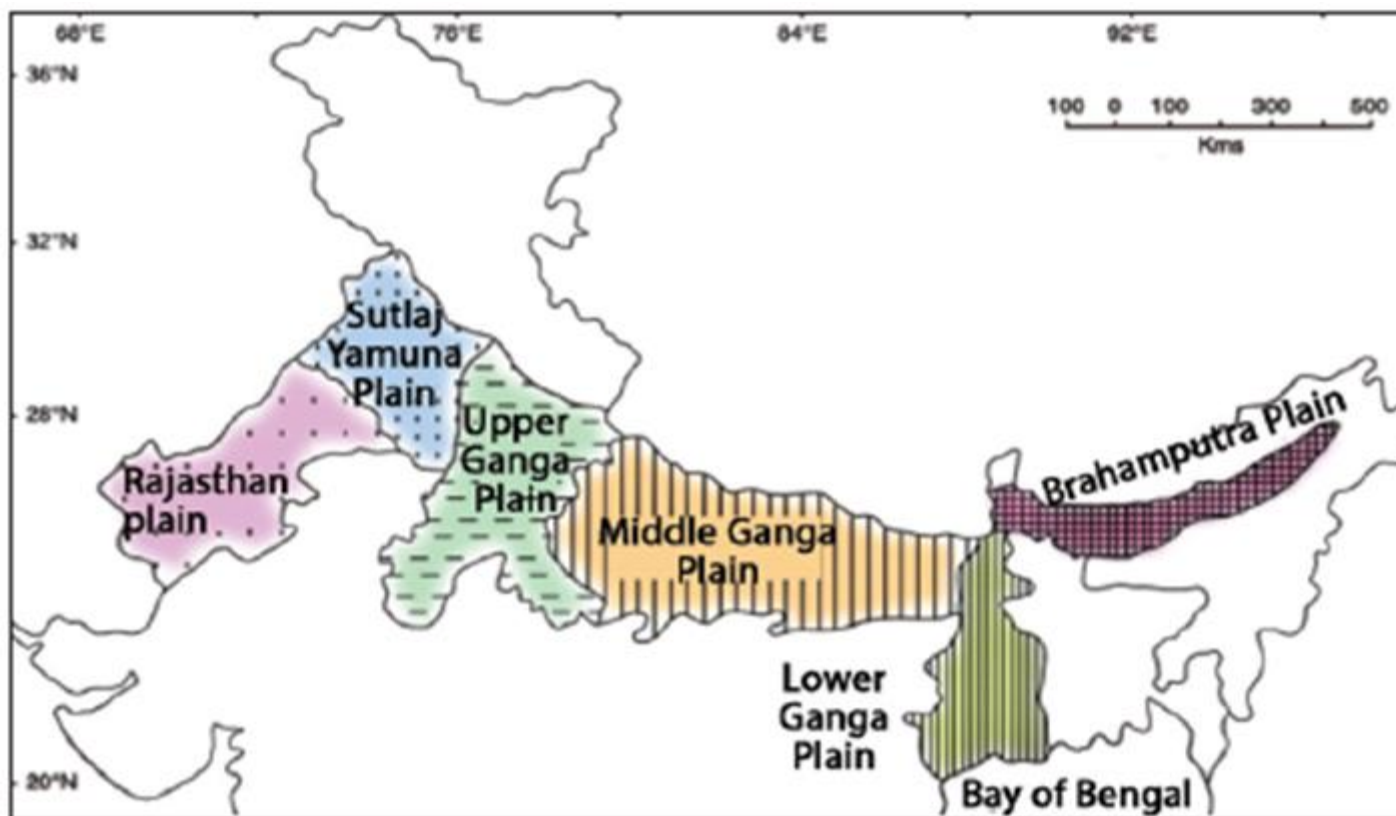 68°E 76°E 84°E 92°E
36°N
100 0 100 300 500
Kms
32°N
Sutlaj
Yamuna
Plain
28°N
Upper
Ganga
Plain
Rajasthan
plain
Middle Ganga
Plain
Brahamputra Plain
Lower
Ganga
Plain
20°N
Bay of Bengal